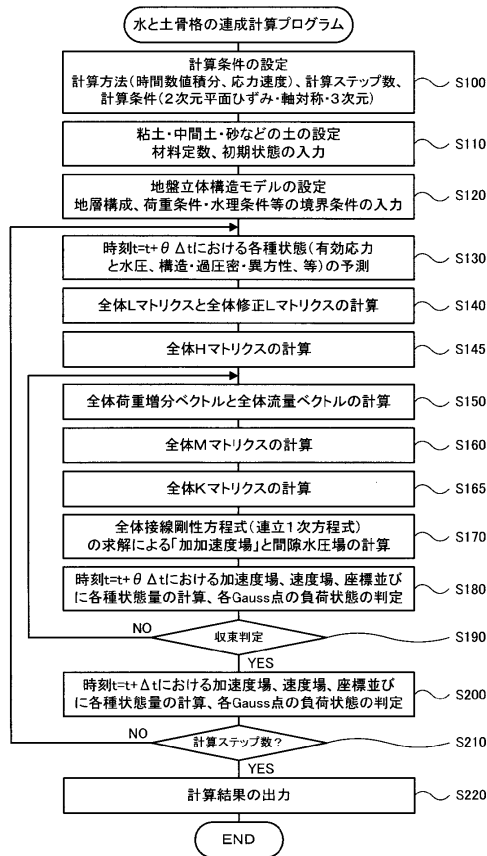 水と土骨格の連成計算プログラム
計算条件の設定
計算方法(時間数値積分、応力速度)、計算ステップ数、
計算条件(2次元平面ひずみ・軸対称・3次元)
S100
粘土・中間土・砂などの土の設定
材料定数、初期状態の入力
S110
地盤立体構造モデルの設定
地層構成、荷重条件・水理条件等の境界条件の入力
S120
時刻t=t+θΔtにおける各種状態(有効応力
と水圧、構造・過圧密・異方性、等)の予測
S130
全体Lマトリクスと全体修正Lマトリクスの計算
S140
全体Hマトリクスの計算
S145
全体荷重増分ベクトルと全体流量ベクトルの計算
S150
全体Mマトリクスの計算
S160
全体Kマトリクスの計算
S165
全体接線剛性方程式(連立1次方程式)
の求解による「加加速度場」と間隙水圧場の計算
S170
時刻t=t+θΔtにおける加速度場、速度場、座標並び
に各種状態量の計算、各Gauss点の負荷状態の判定
S180
NO
収束判定
S190
YES
時刻t=t+Δtにおける加速度場、速度場、座標並び
に各種状態量の計算、各Gauss点の負荷状態の判定
S200
NO
計算ステップ数?
S210
YES
計算結果の出力
S220
END